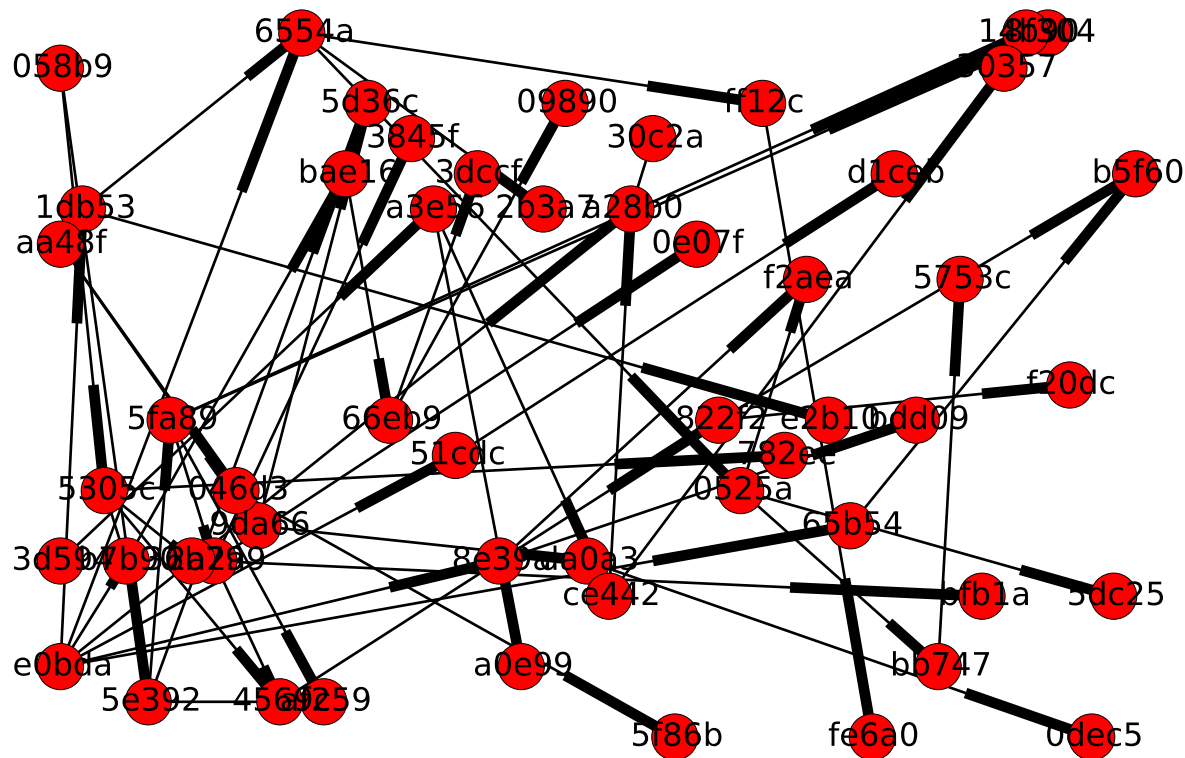 6554a
058b9
30357
5d36c
09890
ff12c
3845f
30c2a
bae16
3dccf
d1ceb
b5f60
1db53
a3e56
2b3a7
a28b0
aa48f
0e07f
f2aea
5753c
f20dc
5fa89
66eb9
822f2
e2b10
bdd09
51cdc
782ee
5305c
046d3
0525a
9da66
65b54
8e39a
da0a3
ce442
bfb1a
5dc25
e0bda
a0e99
bb747
5e392
5f86b
fe6a0
0dec5